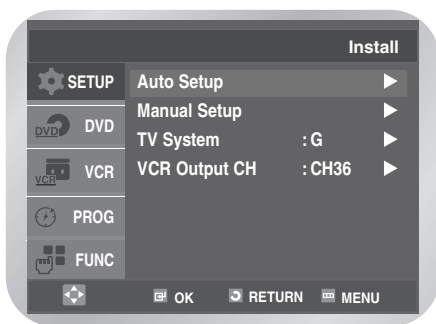 Install
SETUP
DVD
VCR
PROG
FUNC
Auto Setup
Manual Setup
TV System :G
VCR Output CH :CH36
DVD
VCR
OK RETURN MENU